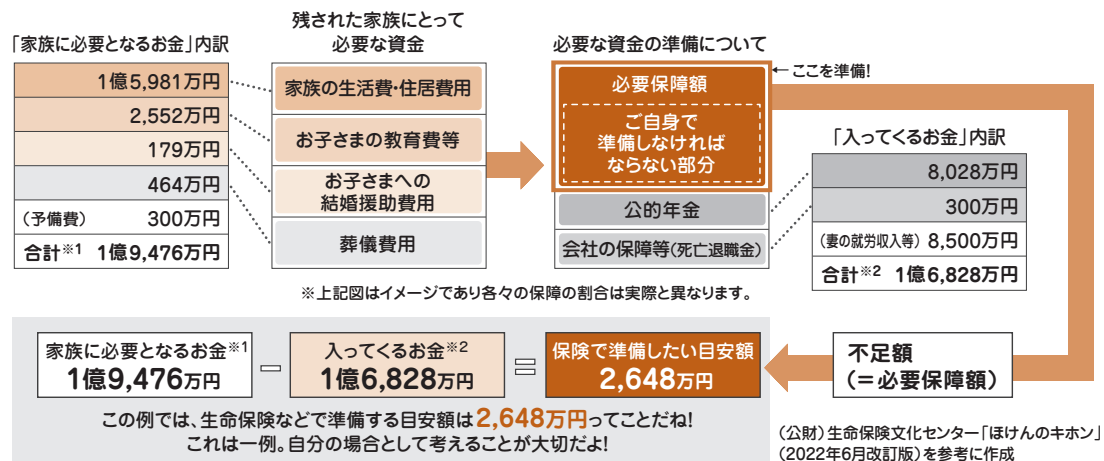 「家族に必要となるお金」内訳
1億5,981万円
2,552万円
179万円
464万円
(予備費) 300万円
合計※1 1億9,476万円
残された家族にとって
必要な資金
家族の生活費・住居費用
お子さまの教育費等
お子さまへの
結婚援助費用
葬儀費用
必要な資金の準備について
←ここを準備!
必要保障額
ご自身で
準備しなければ
ならない部分
公的年金
会社の保障等(死亡退職金)
「入ってくるお金」内訳
8,028万円
300万円
(妻の就労収入等) 8,500万円
合計※2 1億6,828万円
※上記図はイメージであり各々の保障の割合は実際と異なります。
家族に必要となるお金※1
1億9,476万円
－
入ってくるお金※2
1億6,828万円
＝
保険で準備したい目安額
2,648万円
不足額
(=必要保障額)
この例では、生命保険などで準備する目安額は2,648万円ってことだね!
これは一例。自分の場合として考えることが大切だよ!
(公財)生命保険文化センター「ほけんのキホン」
(2022年6月改訂版)を参考に作成